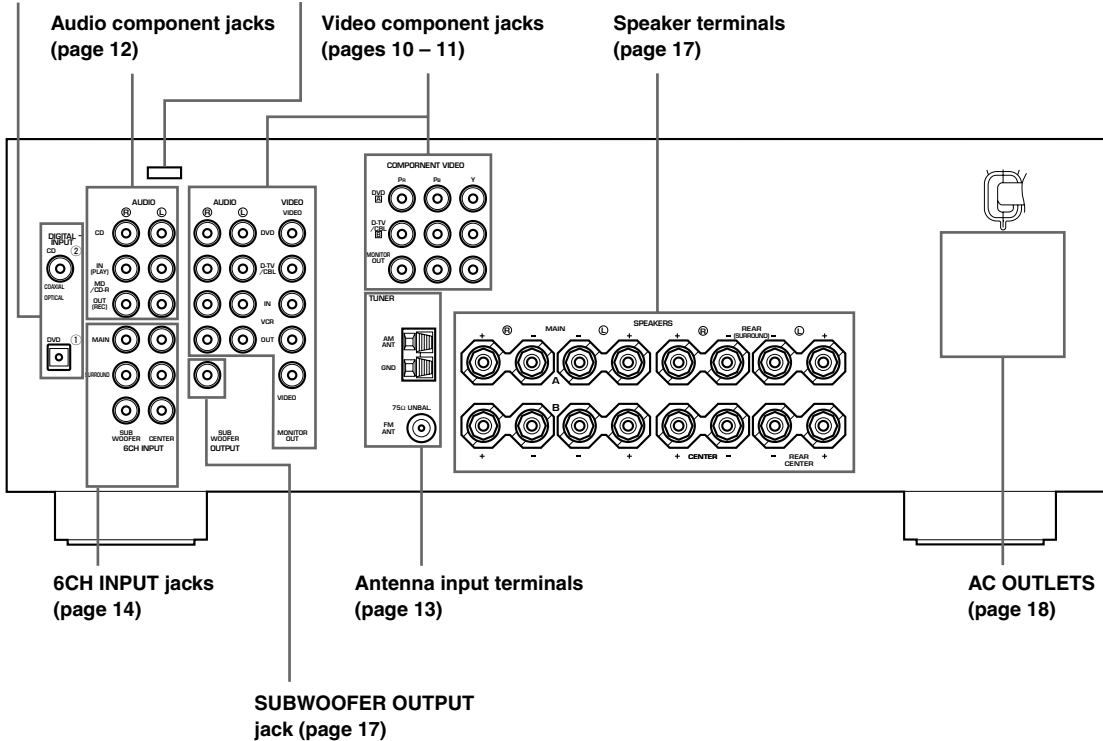 Audio component jacks
(page 12)
Video component jacks
(pages 10 – 11)
Speaker terminals
(page 17)
COMPORNENT VIDEO
PR PB Y
DVD
A
D-TV
/CBL
B
MONITOR
OUT
AUDIO
R L
CD
IN
(PLAY)
MD
/CD-R
OUT
(REC)
AUDIO
R L
VIDEO
VIDEO
DVD
D-TV
/CBL
IN
VCR
OUT
VIDEO
MONITOR
OUT
DIGITAL
INPUT
CD ②
COAXIAL
OPTICAL
DVD ①
MAIN
SURROUND
SUB
WOOFER
CENTER
6CH INPUT
SUB
WOOFER
OUTPUT
TUNER
AM
ANT
GND
75Ω UNBAL.
FM
ANT
SPEAKERS
+ R – MAIN – L + + R – REAR
(SURROUND) – L +
A
B
+ – – + + CENTER – – REAR
CENTER +
6CH INPUT jacks
(page 14)
Antenna input terminals
(page 13)
AC OUTLETS
(page 18)
SUBWOOFER OUTPUT
jack (page 17)